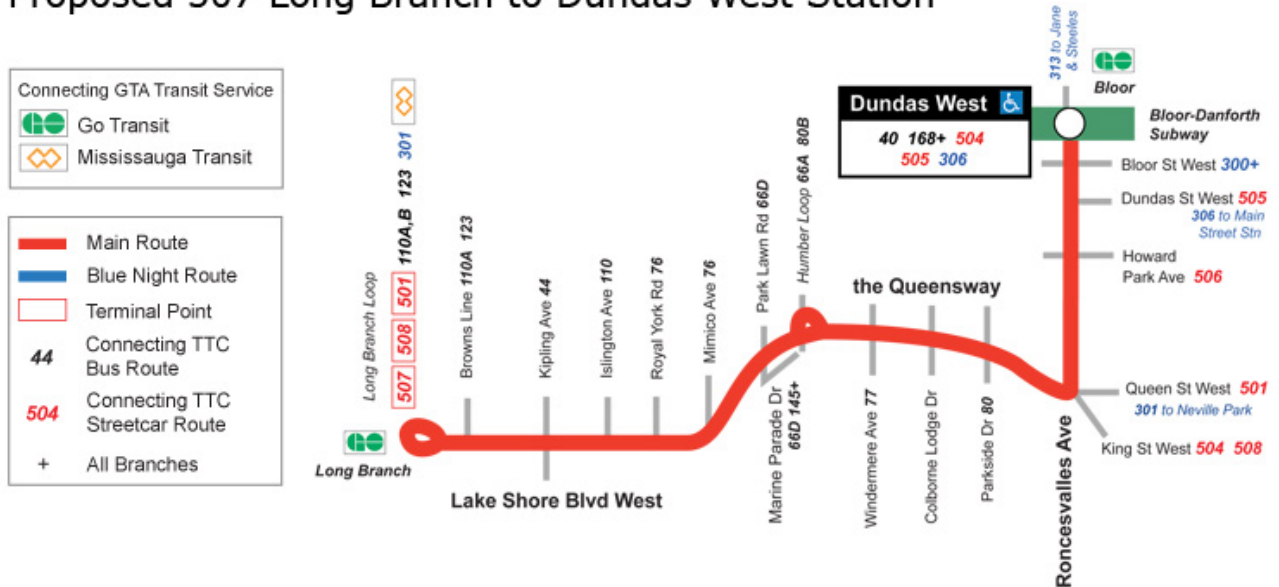 Proposed 507 Long Branch to Dundas West Station
Connecting GTA Transit Service
Go Transit
Mississauga Transit
Main Route
Blue Night Route
Terminal Point
44 Connecting TTC
Bus Route
504 Connecting TTC
Streetcar Route
+ All Branches
Long Branch Loop
507 508 501 110A,B 123 301
GO
Long Branch
Browns Line 110A 123
Kipling Ave 44
Islington Ave 110
Royal York Rd 76
Mimico Ave 76
Lake Shore Blvd West
Park Lawn Rd 66D
Marine Parade Dr
66D 145+
Humber Loop 66A 80B
the Queensway
Windermere Ave 77
Colborne Lodge Dr
Parkside Dr 80
Roncesvalles Ave
King St West 504 508
Queen St West 501
301 to Neville Park
Howard
Park Ave 506
Dundas St West 505
306 to Main
Street Stn
Bloor St West 300+
Bloor-Danforth
Subway
Dundas West
40 168+ 504
505 306
313 to Jane
& Steeles
GO
Bloor